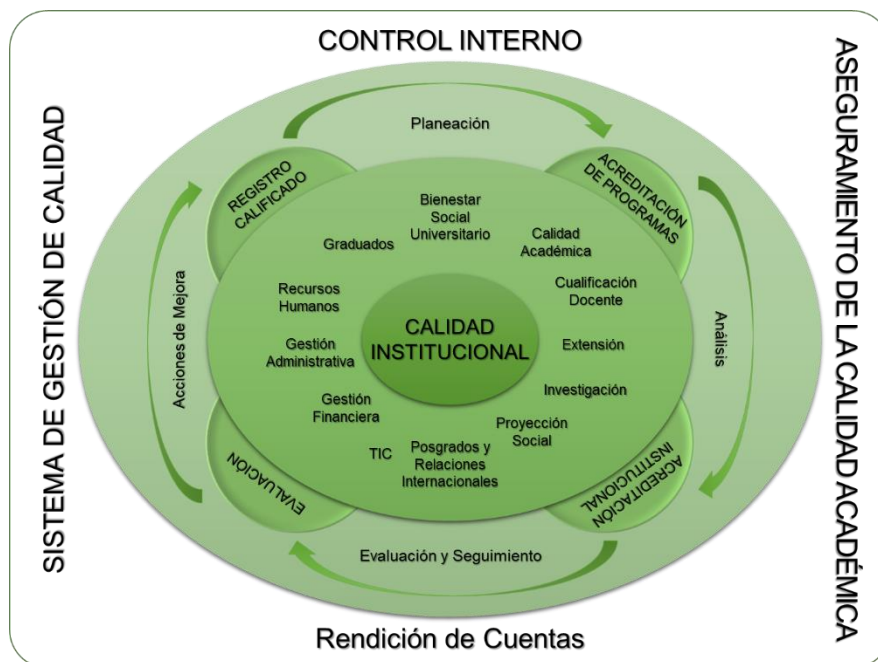 CONTROL INTERNO
SISTEMA DE GESTIÓN DE CALIDAD
ASEGURAMIENTO DE LA CALIDAD ACADÉMICA
Planeación
REGISTRO
CALIFICADO
ACREDITACIÓN
DE PROGRAMAS
Acciones de Mejora
Análisis
Bienestar
Social
Universitario
Graduados
Calidad
Académica
Recursos
Humanos
Cualificación
Docente
CALIDAD
INSTITUCIONAL
Gestión
Administrativa
Extensión
Gestión
Financiera
Investigación
Proyección
Social
TIC
Posgrados y
Relaciones
Internacionales
EVALUACIÓN
ACREDITACIÓN
INSTITUCIONAL
Evaluación y Seguimiento
Rendición de Cuentas